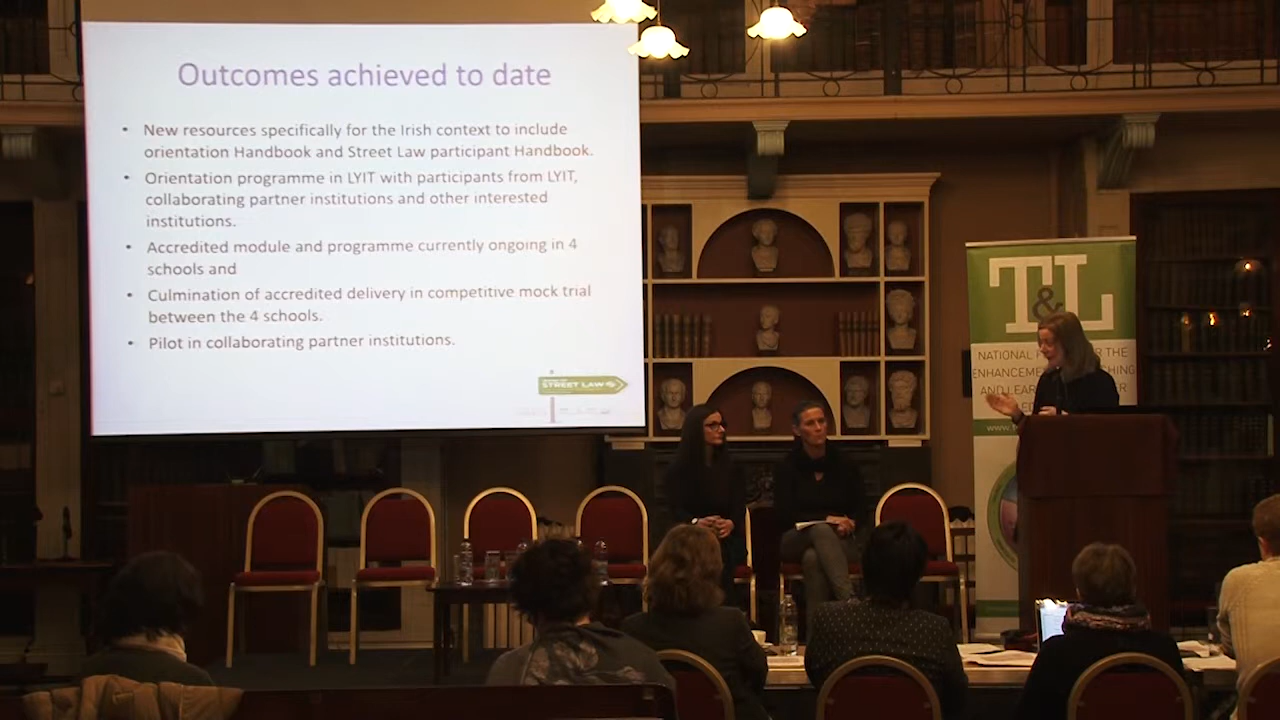 Outcomes achieved to date
• New resources specifically for the Irish context to include
orientation Handbook and Street Law participant Handbook.
• Orientation programme in LYIT with participants from LYIT,
collaborating partner institutions and other interested
institutions.
• Accredited module and programme currently ongoing in 4
schools and
• Culmination of accredited delivery in competitive mock trial
between the 4 schools.
• Pilot in collaborating partner institutions.
STREET LAW
T&L
NATIONAL THE
AND
www.